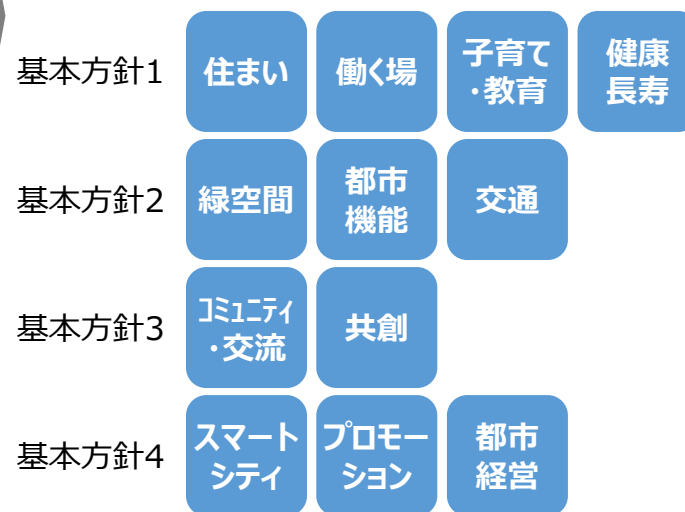 基本方針1
住まい
働く場
子育て
・教育
健康
長寿
基本方針2
緑空間
都市
機能
交通
基本方針3
コミュニティ
・交流
共創
基本方針4
スマート
シティ
プロモー
ション
都市
経営